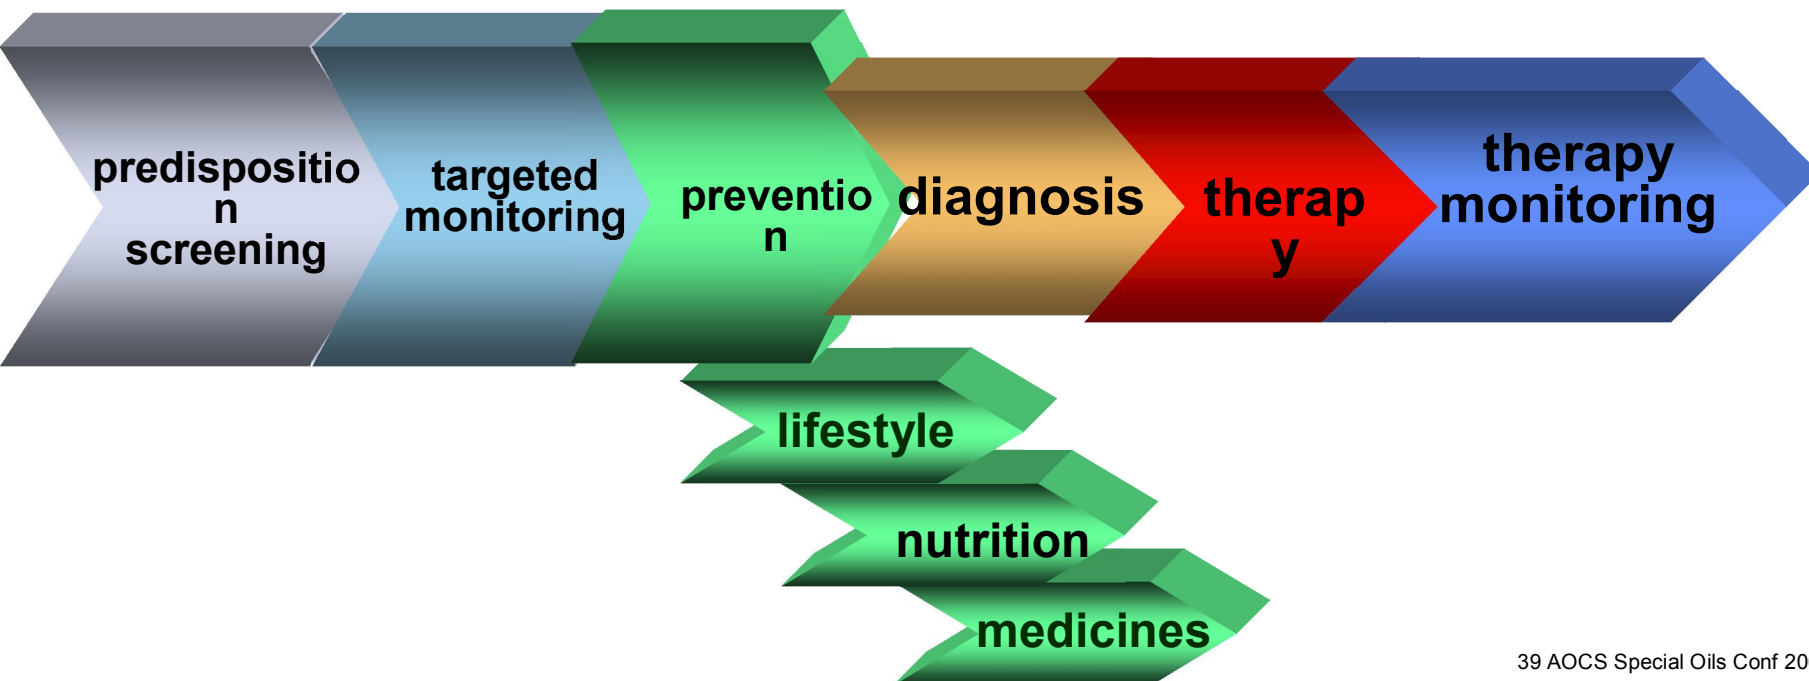 predispositio
n
screening
targeted
monitoring
preventio
n
diagnosis
therap
y
therapy
monitoring
lifestyle
nutrition
medicines
39 AOCS Special Oils Conf 20